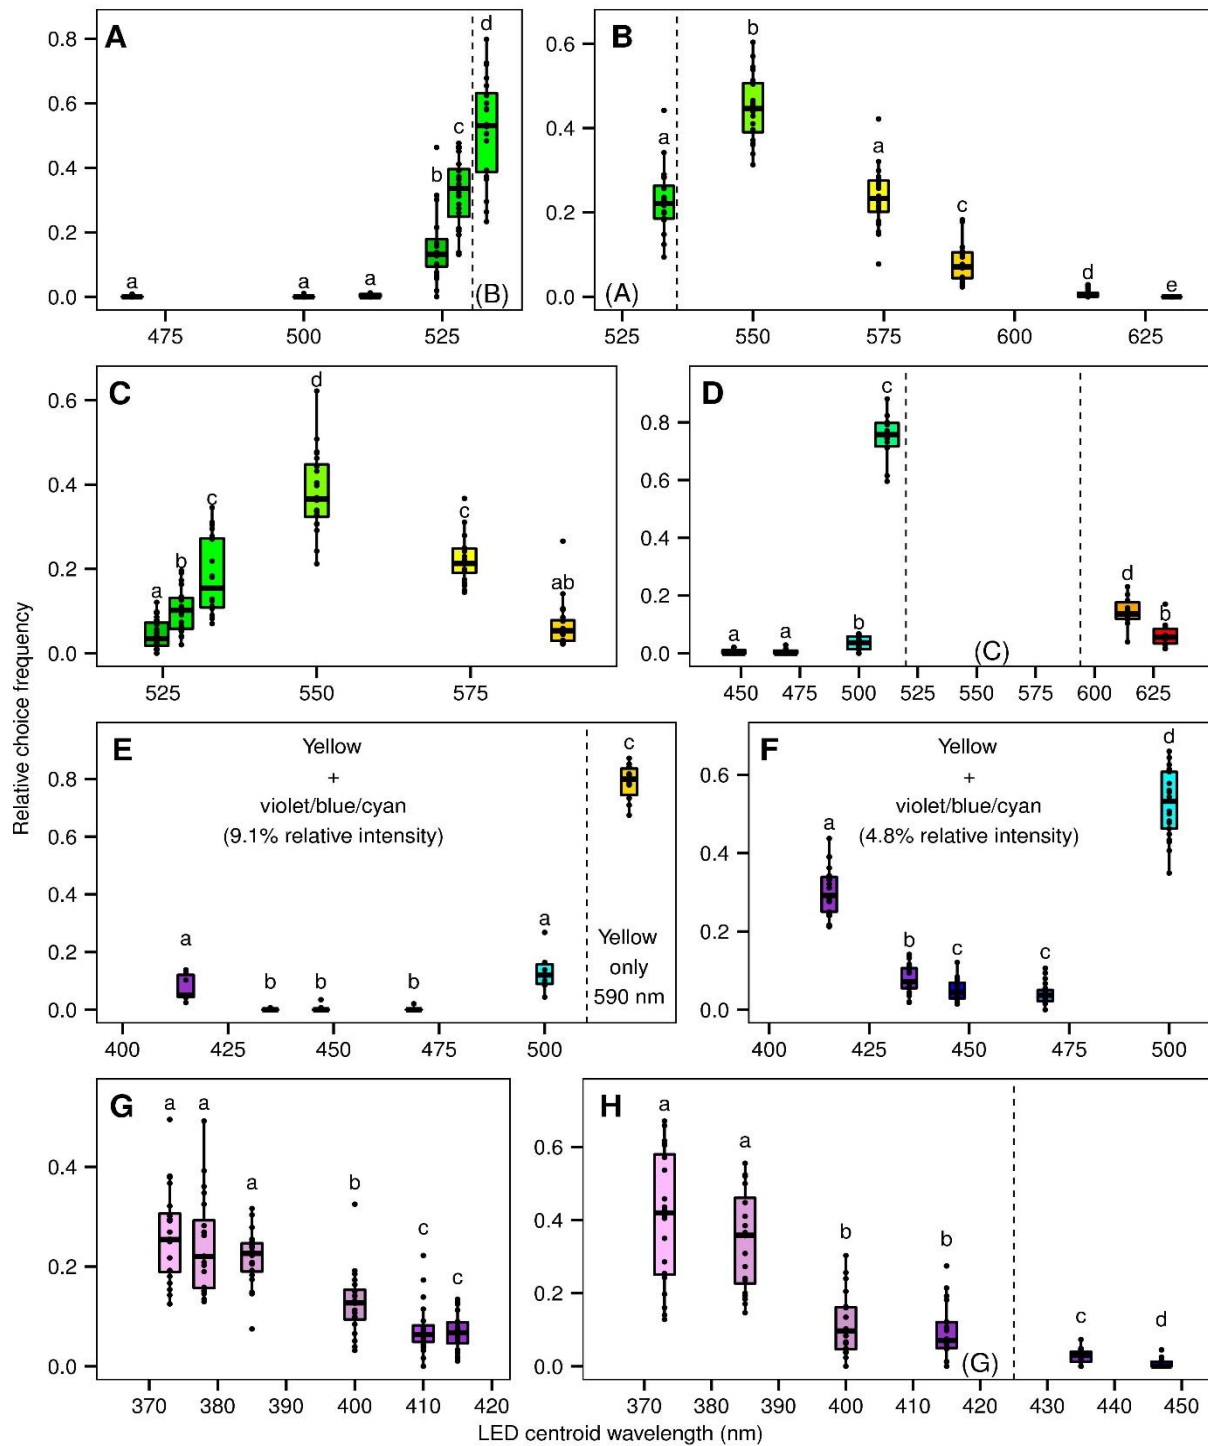 A
d
c
b
a
a
a
(B)
0.8
0.6
0.4
0.2
0.0
475
500
525
B
b
a
a
c
d
e
(A)
0.6
0.4
0.2
0.0
525
550
575
600
625
C
d
c
c
b
a
ab
0.6
0.4
0.2
0.0
525
550
575
D
c
d
b
b
a
a
(C)
0.8
0.6
0.4
0.2
0.0
450
475
500
525
550
575
600
625
Relative choice frequency
E
Yellow
+
violet/blue/cyan
(9.1% relative intensity)
c
a
b
b
b
a
Yellow
only
590 nm
0.8
0.6
0.4
0.2
0.0
400
425
450
475
500
F
Yellow
+
violet/blue/cyan
(4.8% relative intensity)
d
a
b
c
c
0.6
0.4
0.2
0.0
400
425
450
475
500
G
a
a
a
b
c
c
0.4
0.2
0.0
370
380
390
400
410
420
H
a
a
b
b
c
d
(G)
0.6
0.4
0.2
0.0
370
380
390
400
410
420
430
440
450
LED centroid wavelength (nm)